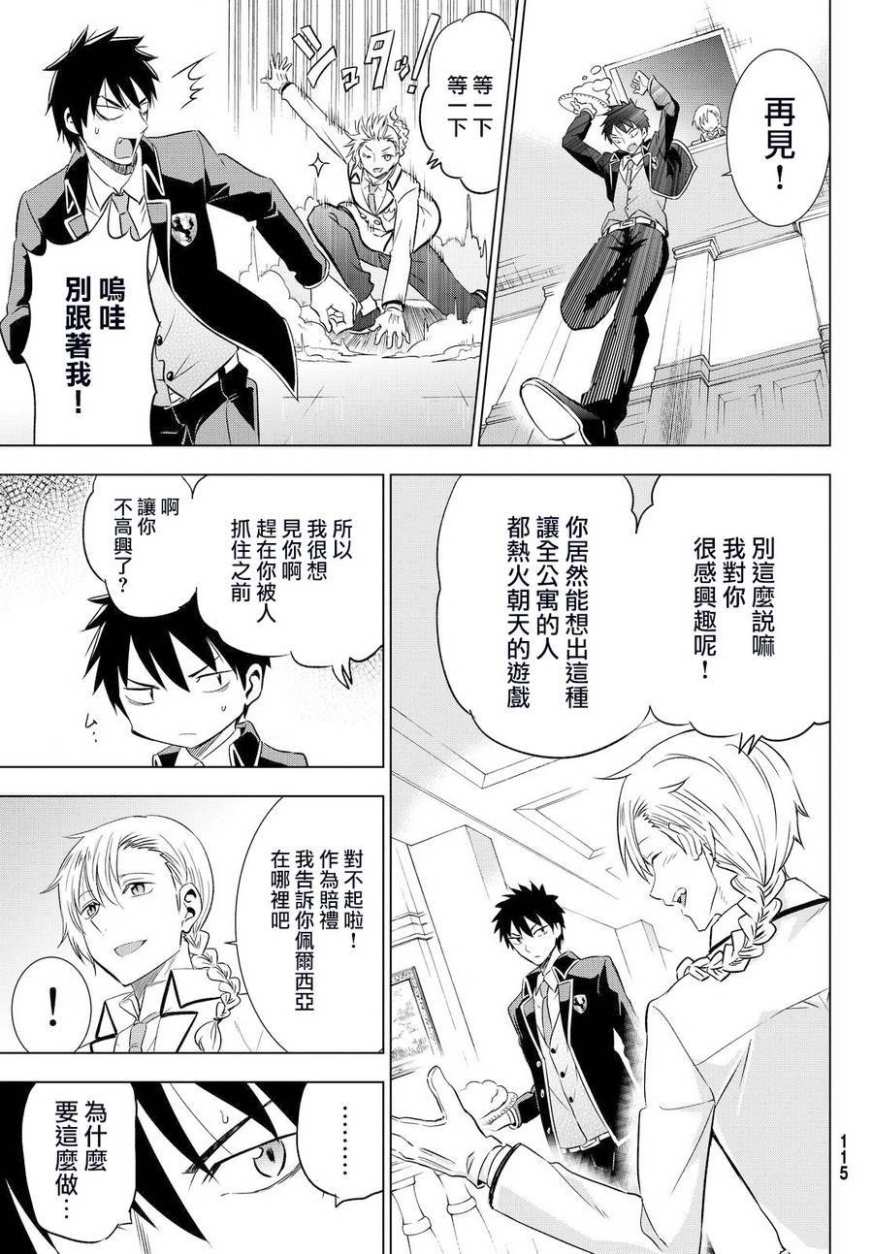 再見！
等一下
等一下
シュタッ！
嗚哇
別跟著我！
別這麼説嘛
我對你
很感興趣呢！
你居然能想出這種
讓全公寓的人
都熱火朝天的遊戲
所以
我很想
見你啊
趕在你被人
抓住之前
啊
讓你
不高興了？
ム…
對不起啦！
作為賠禮
我告訴你佩爾西亞
在哪裡吧
！
………
為什麼
要這麼做…
115